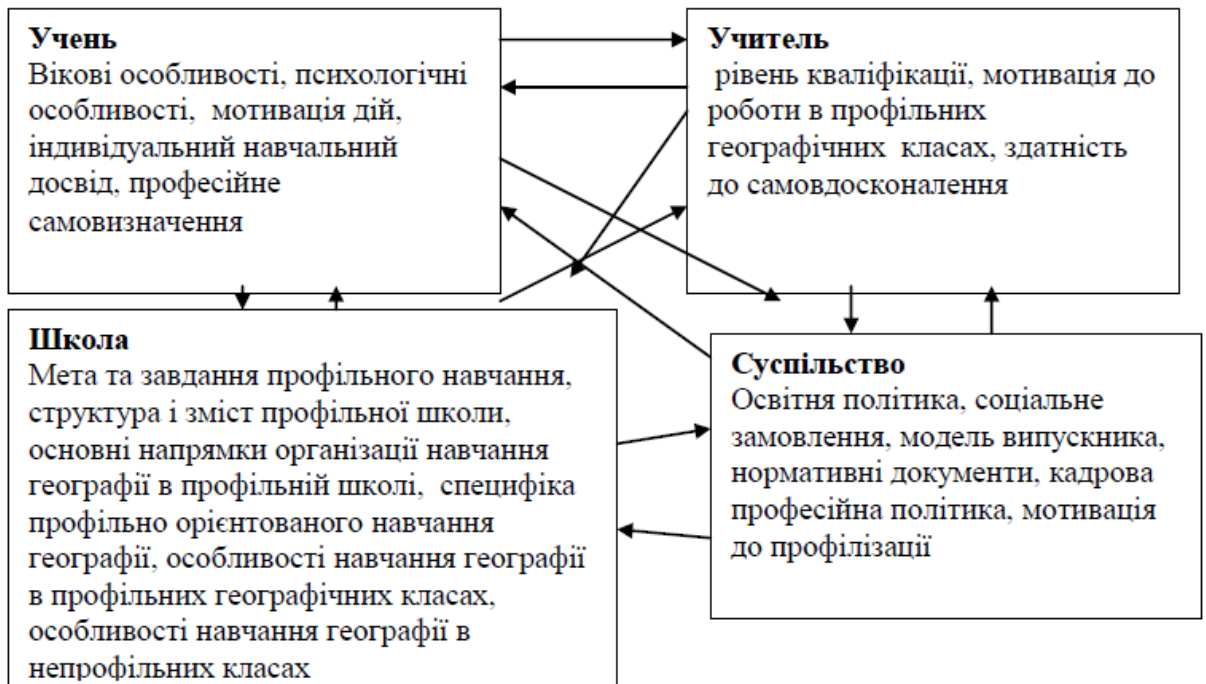 Учень
Вікові особливості, психологічні
особливості, мотивація дій,
індивідуальний навчальний
досвід, професійне
самовизначення
Учитель
рівень кваліфікації, мотивація до
роботи в профільних
географічних класах, здатність
до самовдосконалення
Школа
Мета та завдання профільного навчання,
структура і зміст профільної школи,
основні напрямки організації навчання
географії в профільній школі, специфіка
профільно орієнтованого навчання
географії, особливості навчання географії
в профільних географічних класах,
особливості навчання географії в
непрофільних класах
Суспільство
Освітня політика, соціальне
замовлення, модель випускника,
нормативні документи, кадрова
професійна політика, мотивація
до профілізації